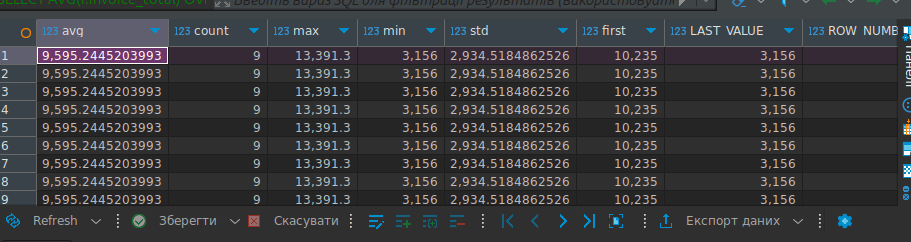 SELECT AVG(i.invoice_total) OV
Введіть вираз SQL для фільтрації результатів (використовуйте
123 avg 123 count 123 max 123 min 123 std 123 first 123 LAST_VALUE 123 ROW_NUMB
1 9,595.2445203993 9 13,391.3 3,156 2,934.5184862526 10,235 3,156
2 9,595.2445203993 9 13,391.3 3,156 2,934.5184862526 10,235 3,156
3 9,595.2445203993 9 13,391.3 3,156 2,934.5184862526 10,235 3,156
4 9,595.2445203993 9 13,391.3 3,156 2,934.5184862526 10,235 3,156
5 9,595.2445203993 9 13,391.3 3,156 2,934.5184862526 10,235 3,156
6 9,595.2445203993 9 13,391.3 3,156 2,934.5184862526 10,235 3,156
7 9,595.2445203993 9 13,391.3 3,156 2,934.5184862526 10,235 3,156
8 9,595.2445203993 9 13,391.3 3,156 2,934.5184862526 10,235 3,156
9 9,595.2445203993 9 13,391.3 3,156 2,934.5184862526 10,235 3,156
Панелі
Refresh Зберегти Скасувати Експорт даних